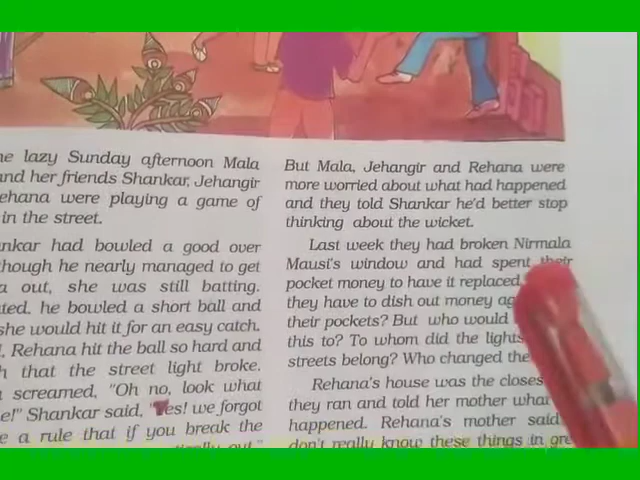 ne lazy Sunday afternoon Mala
and her friends Shankar, Jehangir
ehana were playing a game of
in the street.
ankar had bowled a good over
though he nearly managed to get
a out, she was still batting.
ated. he bowled a short ball and
she would hit it for an easy catch.
, Rehana hit the ball so hard and
h that the street light broke.
screamed, "Oh no, look what
e!" Shankar said, "Yes! we forgot
e a rule that if you break the
But Mala, Jehangir and Rehana were
more worried about what had happened
and they told Shankar he'd better stop
thinking about the wicket.
Last week they had broken Nirmala
Mausi's window and had spent their
pocket money to have it replaced.
they have to dish out money ag
their pockets? But who would
this to? To whom did the lights
streets belong? Who changed the
Rehana's house was the closes
they ran and told her mother what
happened. Rehana's mother said
don't really know these things in gre